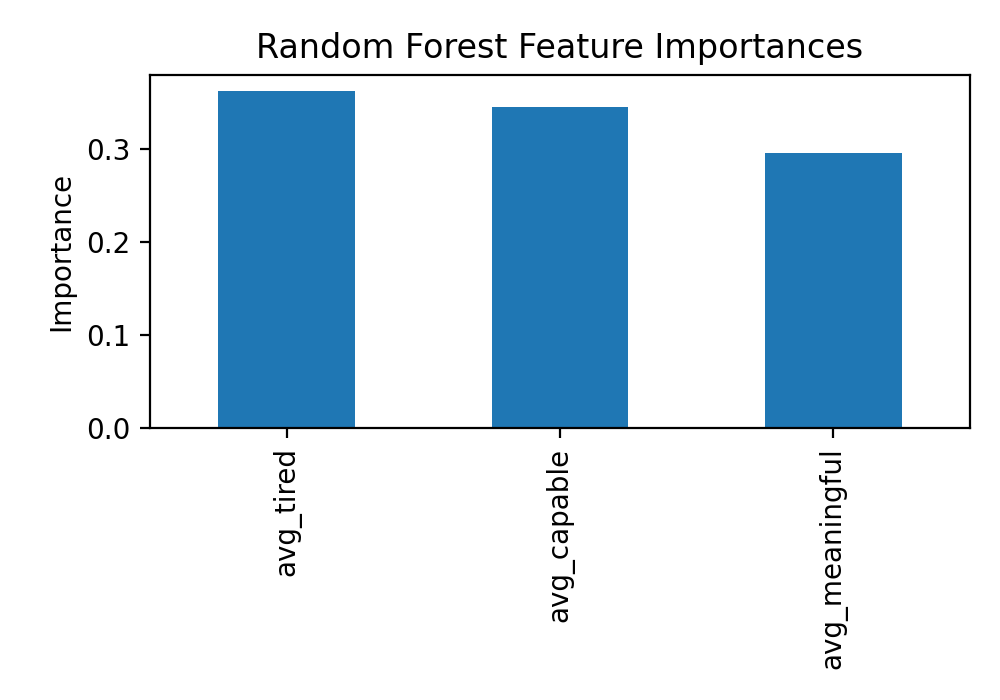 Random Forest Feature Importances
Importance
0.3
0.2
0.1
0.0
avg_tired
avg_capable
avg_meaningful